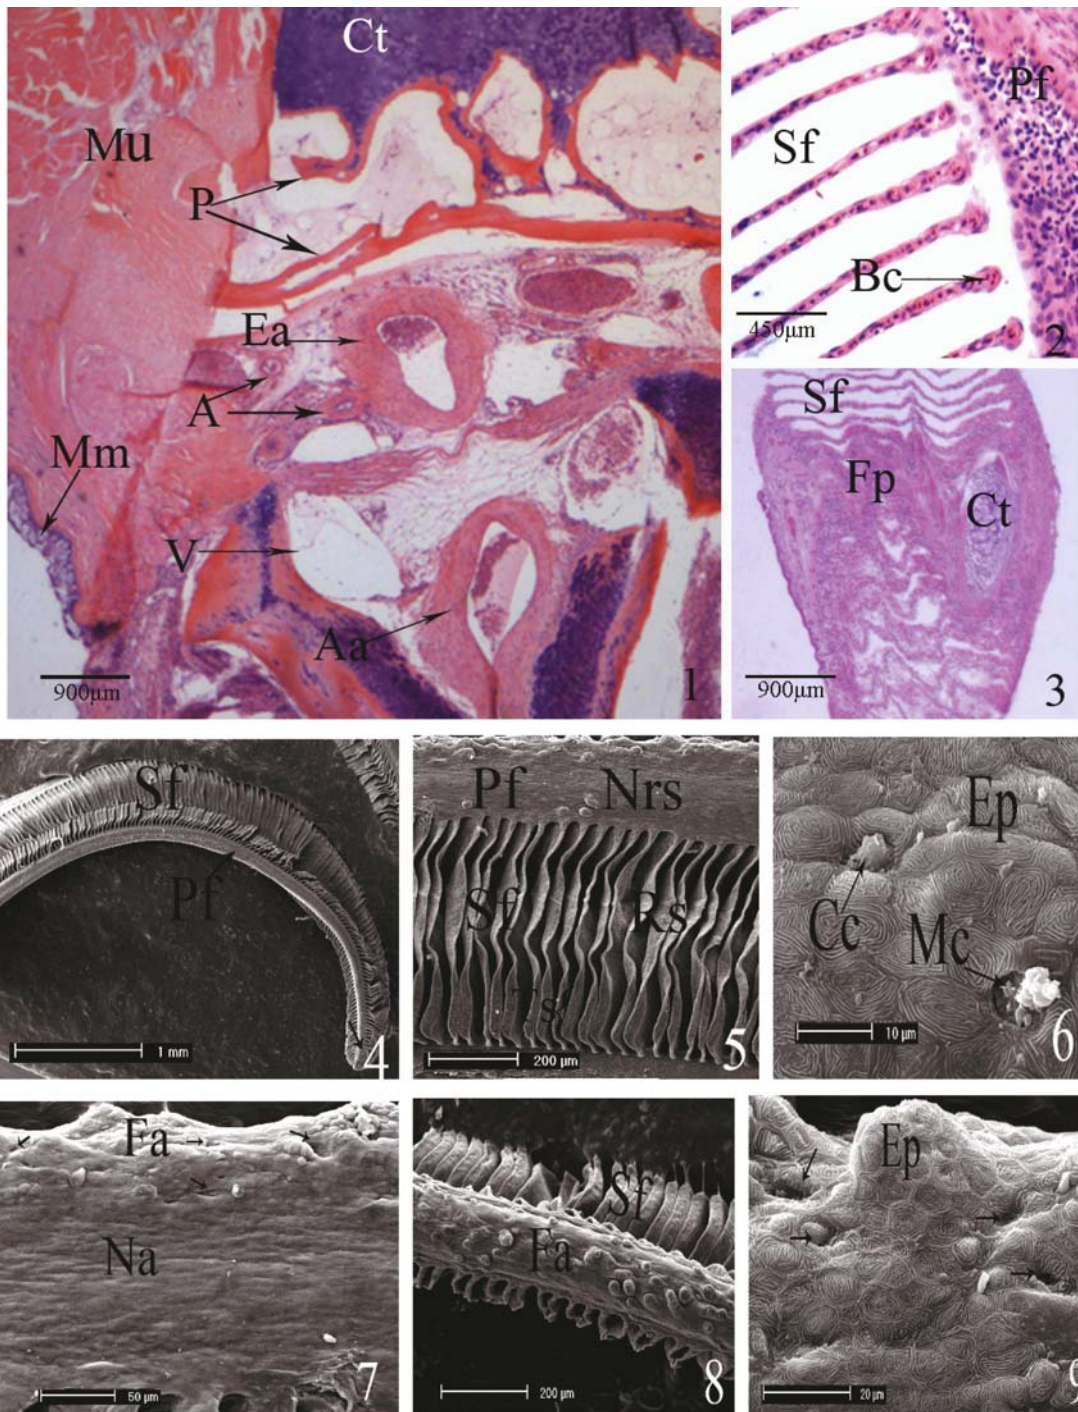 Ct
Mu
P
Ea
A
Mm
V
Aa
900μm
1
Pf
Sf
Bc
450μm
2
Sf
Fp
Ct
900μm
3
Sf
Pf
1 mm
4
Pf Nrs
Sf Rs
Ts
200 μm
5
Ep
Cc
Mc
10 μm
6
Fa
Na
50 μm
7
Sf
Fa
200 μm
8
Ep
20 μm
9